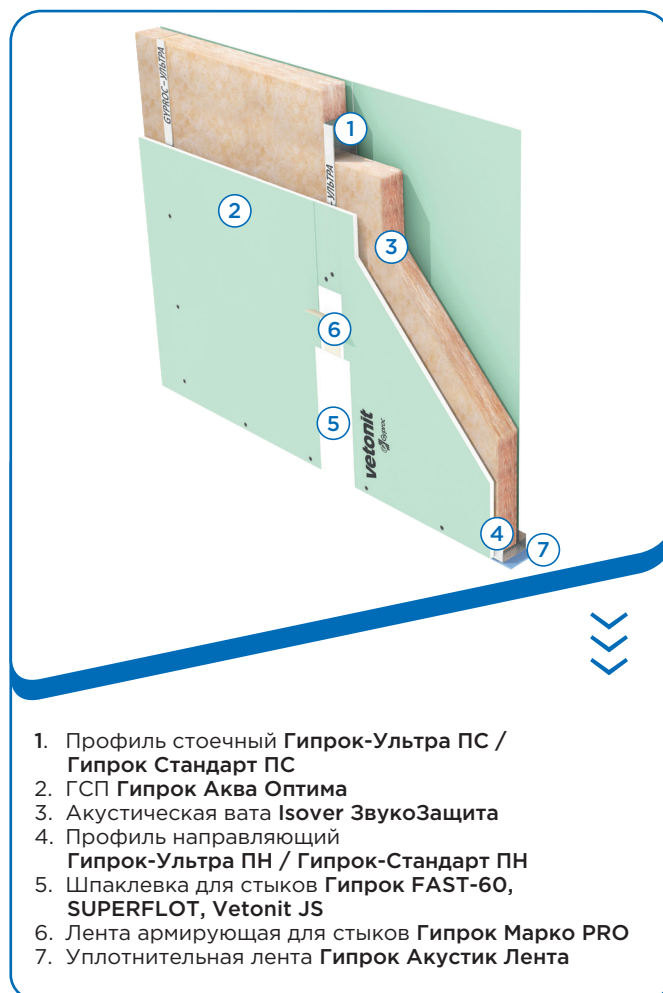 GYPROC-УЛЬТРА
1
-УЛЬТРА
2
3
6
5
vetonit
Gyproc
4
7
1. Профиль стоечный Гипрок-Ультра ПС /
Гипрок Стандарт ПС
2. ГСП Гипрок Аква Оптима
3. Акустическая вата Isover ЗвукоЗащита
4. Профиль направляющий
Гипрок-Ультра ПН / Гипрок-Стандарт ПН
5. Шпаклевка для стыков Гипрок FAST-60,
SUPERFLOT, Vetonit JS
6. Лента армирующая для стыков Гипрок Марко PRO
7. Уплотнительная лента Гипрок Акустик Лента